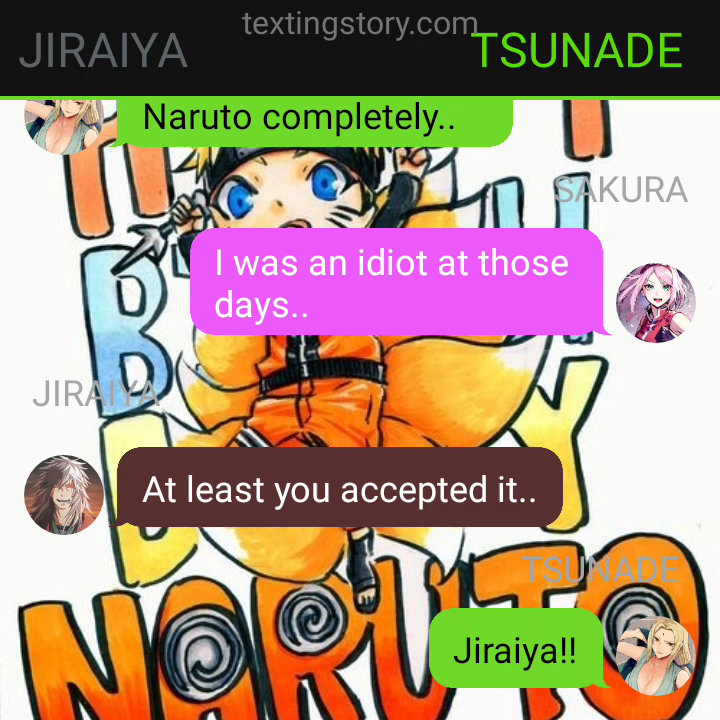 textingstory.com
JIRAIYA
TSUNADE
Naruto completely..
SAKURA
I was an idiot at those
days..
JIRAIYA
At least you accepted it..
TSUNADE
Jiraiya!!
NARUTO